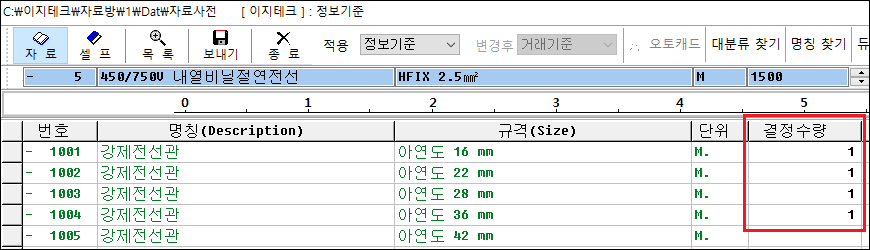 C:￦이지테크￦자료방￦1￦Dat￦자료사전 [ 이지테크 ] : 정보기준
자 료 셀 프 목 록 보내기 종 료 적용 정보기준 변경후 거래기준 오토캐드 대분류 찾기 명칭 찾기 듀
- 5 450/750V 내열비닐절연전선 HFIX 2.5㎟ M 1500
0 1 2 3 4 5
번호 명칭(Description) 규격(Size) 단위 결정수량
- 1001 강제전선관 아연도 16 mm M. 1
- 1002 강제전선관 아연도 22 mm M. 1
- 1003 강제전선관 아연도 28 mm M. 1
- 1004 강제전선관 아연도 36 mm M. 1
- 1005 강제전선관 아연도 42 mm M.